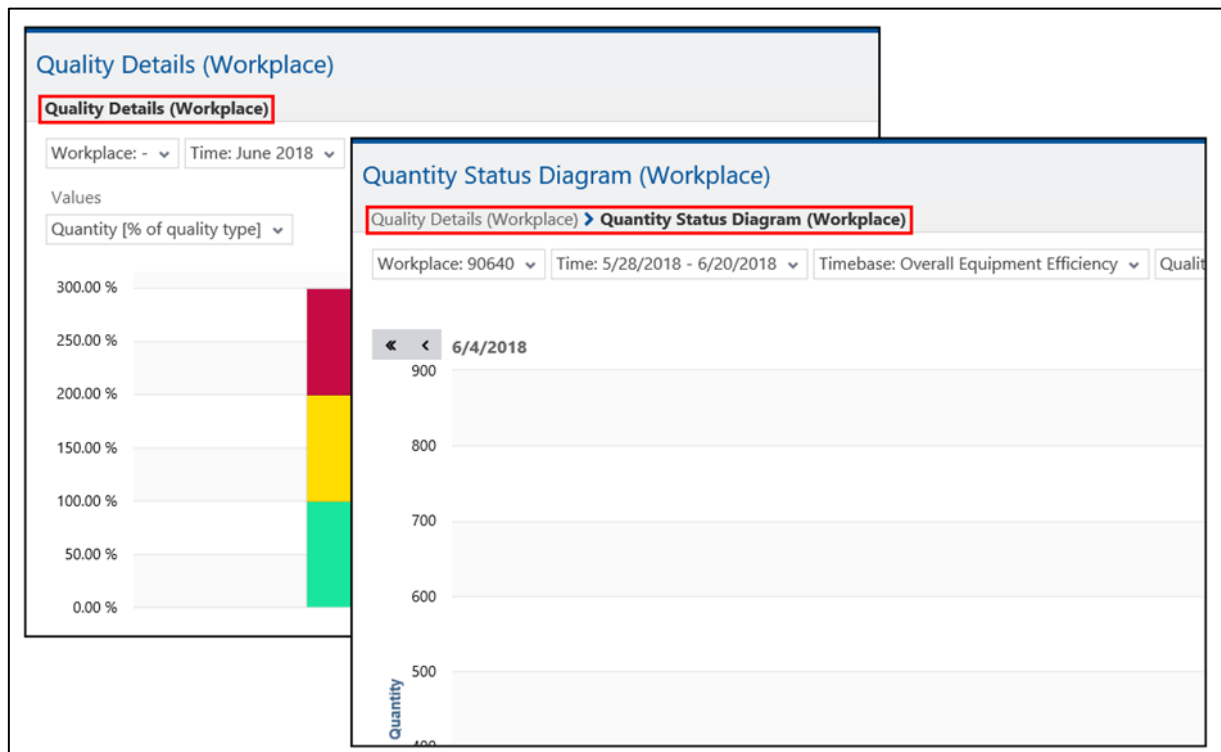 Quality Details (Workplace)
Quality Details (Workplace)
Workplace: -
Time: June 2018
Values
Quantity [% of quality type]
300.00 %
250.00 %
200.00 %
150.00 %
100.00 %
50.00 %
0.00 %
Quantity Status Diagram (Workplace)
Quality Details (Workplace) > Quantity Status Diagram (Workplace)
Workplace: 90640
Time: 5/28/2018 - 6/20/2018
Timebase: Overall Equipment Efficiency
Qualit
« ‹ 6/4/2018
900
800
700
600
500
400
Quantity